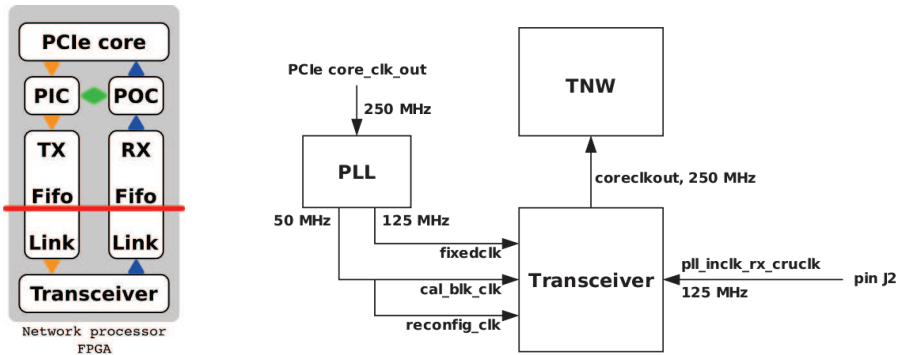 PCIe core
PIC
POC
TX
RX
Fifo
Fifo
Link
Link
Transceiver
Network processor
FPGA
PCIe core_clk_out
250 MHz
PLL
50 MHz
125 MHz
fixedclk
cal_blk_clk
reconfig_clk
TNW
coreclkout, 250 MHz
Transceiver
pll_inclk_rx_cruclk
125 MHz
pin J2